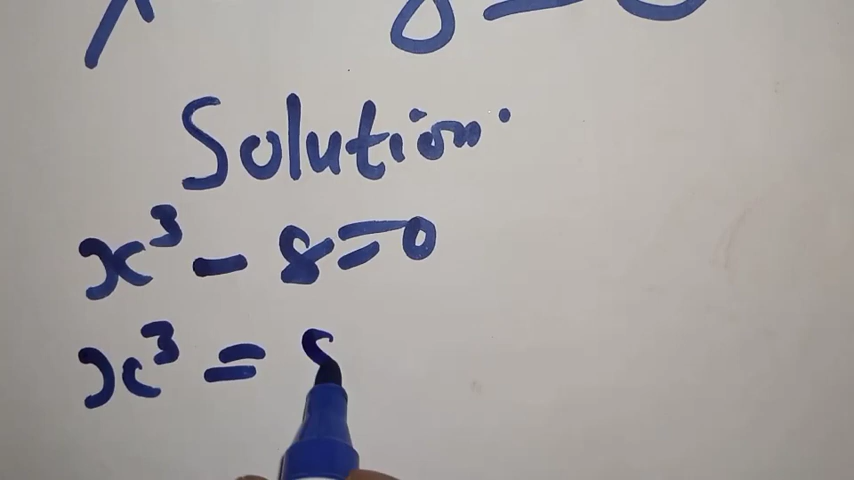 Solution.
x³ - 8 = 0
x³ =